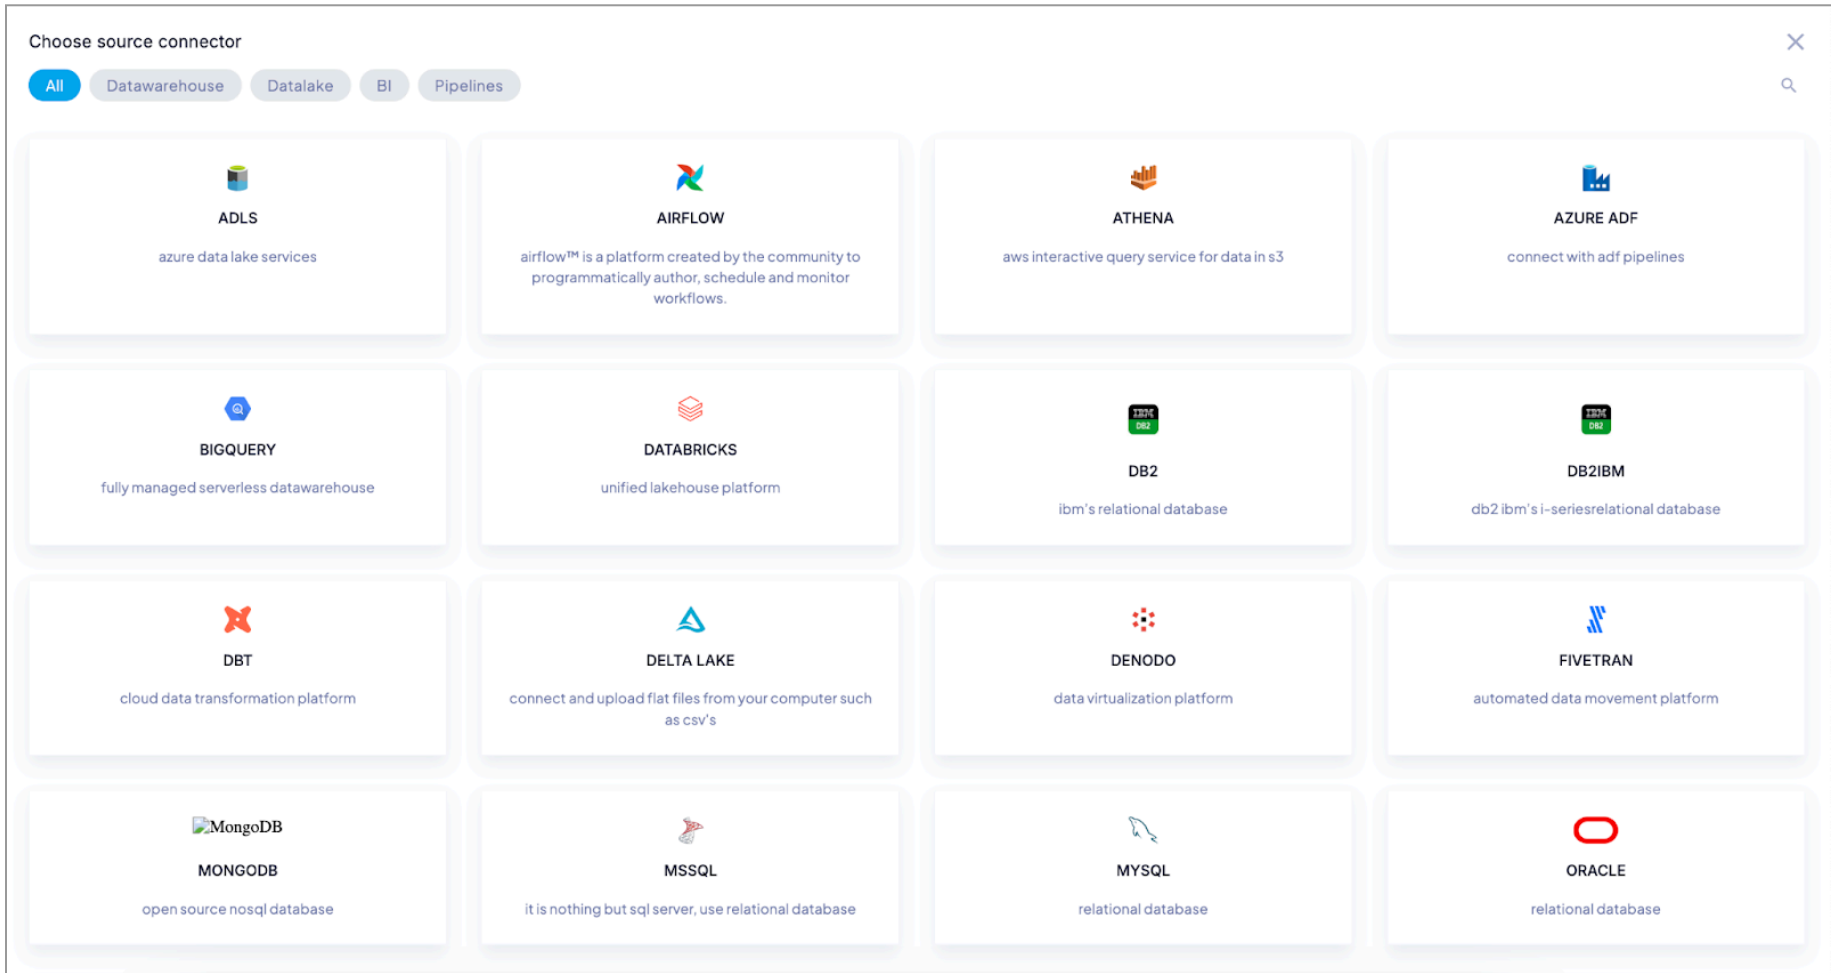 Choose source connector
All
Datawarehouse
Datalake
BI
Pipelines
ADLS
azure data lake services
AIRFLOW
airflow™ is a platform created by the community to
programmatically author, schedule and monitor
workflows.
ATHENA
aws interactive query service for data in s3
AZURE ADF
connect with adf pipelines
BIGQUERY
fully managed serverless datawarehouse
DATABRICKS
unified lakehouse platform
IBM
DB2
DB2
ibm's relational database
IBM
DB2
DB2IBM
db2 ibm's i-seriesrelational database
DBT
cloud data transformation platform
DELTA LAKE
connect and upload flat files from your computer such
as csv's
DENODO
data virtualization platform
FIVETRAN
automated data movement platform
MongoDB
MONGODB
open source nosql database
MSSQL
it is nothing but sql server, use relational database
MYSQL
relational database
ORACLE
relational database